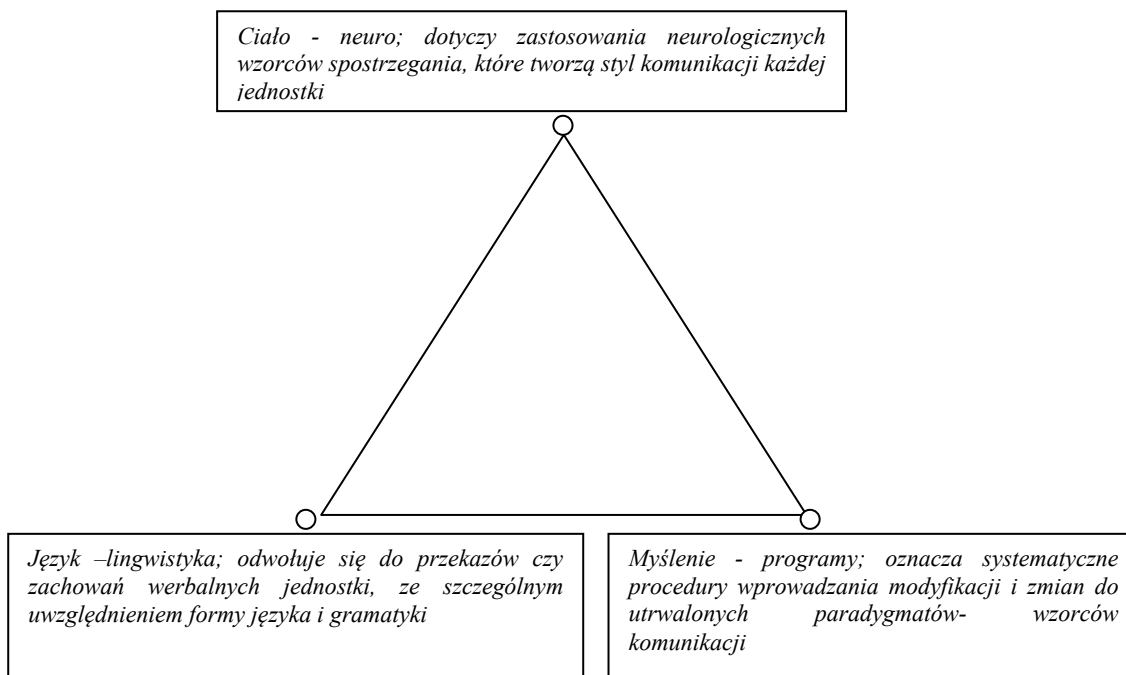 Ciało - neuro; dotyczy zastosowania neurologicznych
wzorców spostrzegania, które tworzą styl komunikacji każdej
jednostki
Język –lingwistyka; odwołuje się do przekazów czy
zachowań werbalnych jednostki, ze szczególnym
uwzględnieniem formy języka i gramatyki
Myślenie - programy; oznacza systematyczne
procedury wprowadzania modyfikacji i zmian do
utrwalonych paradygmatów- wzorców
komunikacji